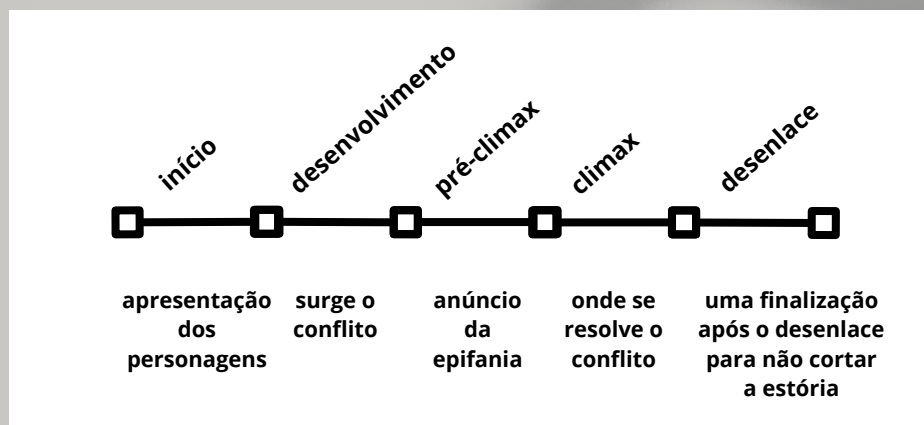 início
desenvolvimento
pré-climax
climax
desenlace
apresentação
dos
personagens
surge o
conflito
anúncio
da
epifania
onde se
resolve o
conflito
uma finalização
após o desenlace
para não cortar
a estória